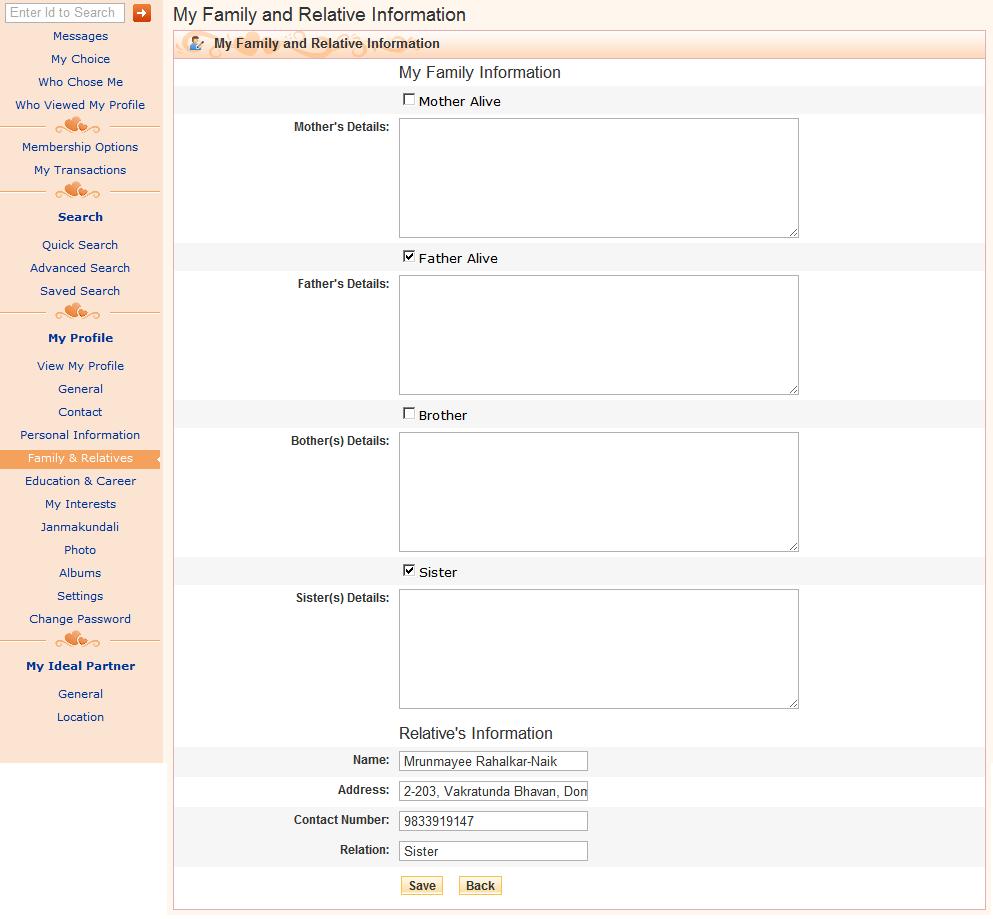 Enter Id to Search
Messages
My Choice
Who Chose Me
Who Viewed My Profile
Membership Options
My Transactions
Search
Quick Search
Advanced Search
Saved Search
My Profile
View My Profile
General
Contact
Personal Information
Family & Relatives
Education & Career
My Interests
Janmakundali
Photo
Albums
Settings
Change Password
My Ideal Partner
General
Location
My Family and Relative Information
My Family and Relative Information
My Family Information
Mother Alive
Mother's Details:
Father Alive
Father's Details:
Brother
Bother(s) Details:
Sister
Sister(s) Details:
Relative's Information
Name: Mrunmayee Rahalkar-Naik
Address: 2-203, Vakratunda Bhavan, Dom
Contact Number: 9833919147
Relation: Sister
Save Back